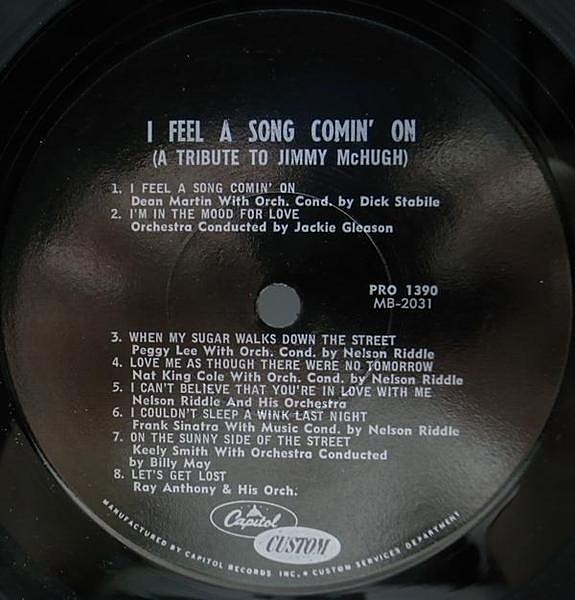 I FEEL A SONG COMIN' ON
(A TRIBUTE TO JIMMY McHUGH)
1. I FEEL A SONG COMIN' ON
Dean Martin With Orch. Cond. by Dick Stabile
2. I'M IN THE MOOD FOR LOVE
Orchestra Conducted by Jackie Gleason
PRO 1390
MB-2031
3. WHEN MY SUGAR WALKS DOWN THE STREET
Peggy Lee With Orch. Cond. by Nelson Riddle
4. LOVE ME AS THOUGH THERE WERE NO TOMORROW
Nat King Cole With Orch. Cond. by Nelson Riddle
5. I CAN'T BELIEVE THAT YOU'RE IN LOVE WITH ME
Nelson Riddle And His Orchestra
6. I COULDN'T SLEEP A WINK LAST NIGHT
Frank Sinatra With Music Cond. by Nelson Riddle
7. ON THE SUNNY SIDE OF THE STREET
Keely Smith With Orchestra Conducted
by Billy May
8. LET'S GET LOST
Ray Anthony & His Orch.
Capitol
CUSTOM
MANUFACTURED BY CAPITOL RECORDS INC. • CUSTOM SERVICES DEPARTMENT